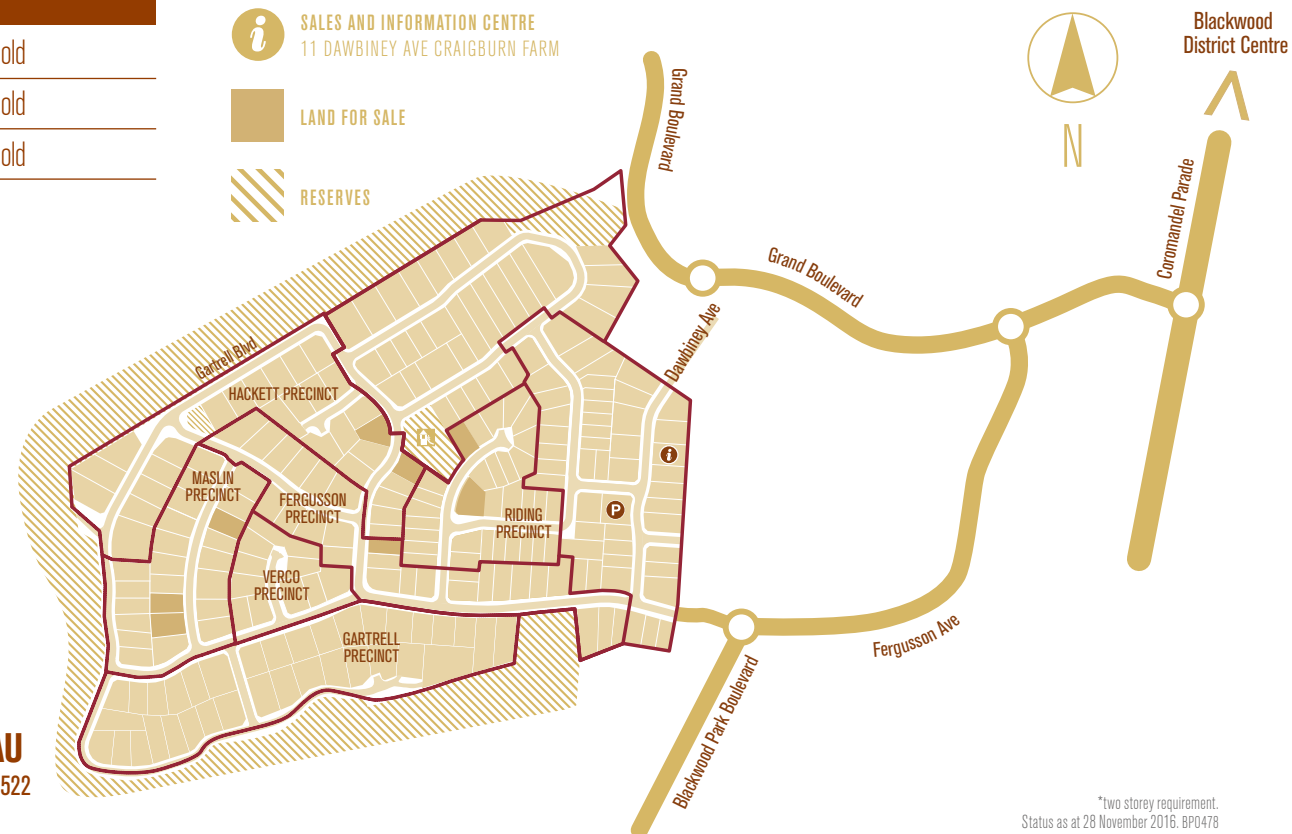 old
old
old
SALES AND INFORMATION CENTRE
11 DAWBINEY AVE CRAIGBURN FARM
LAND FOR SALE
RESERVES
Blackwood
District Centre
N
Grand Boulevard
Grand Boulevard
Coromandel Parade
Dawbiney Ave
Gartrell Blvd
HACKETT PRECINCT
MASLIN
PRECINCT
FERGUSSON
PRECINCT
RIDING
PRECINCT
VERCO
PRECINCT
GARTRELL
PRECINCT
i
P
Fergusson Ave
Blackwood Park Boulevard
AU
522
*two storey requirement.
Status as at 28 November 2016. BP0478